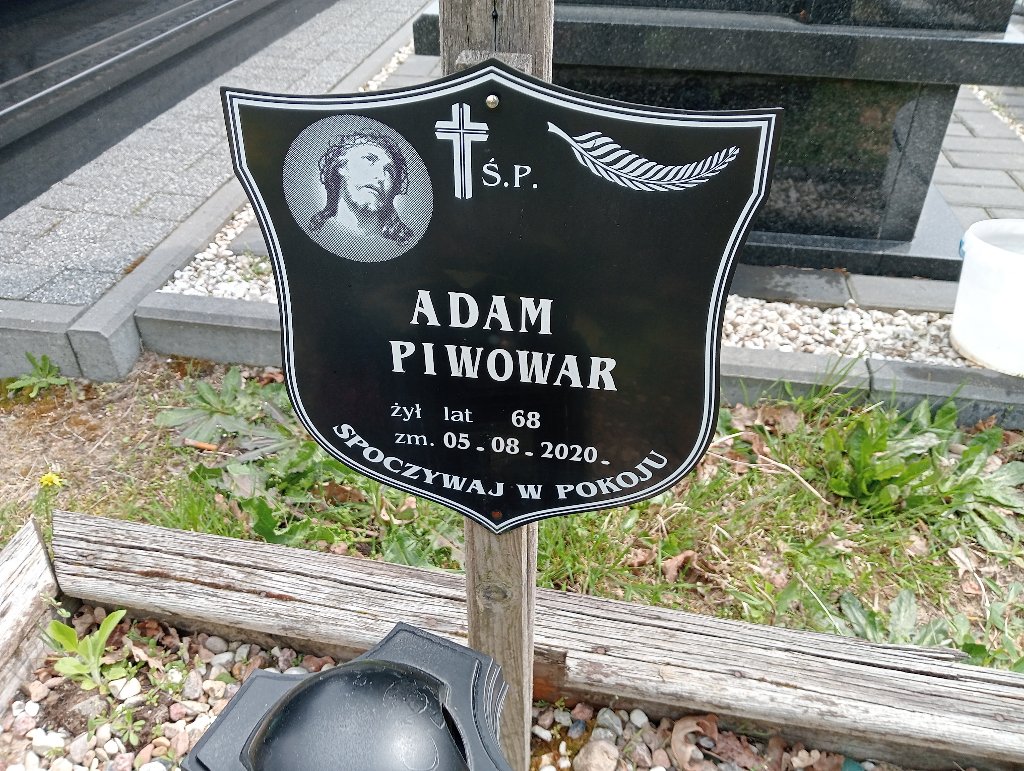 Ś.P.
ADAM
PIWOWAR
żył lat 68
zm. 05-08-2020.
SPOCZYWAJ W POKOJU